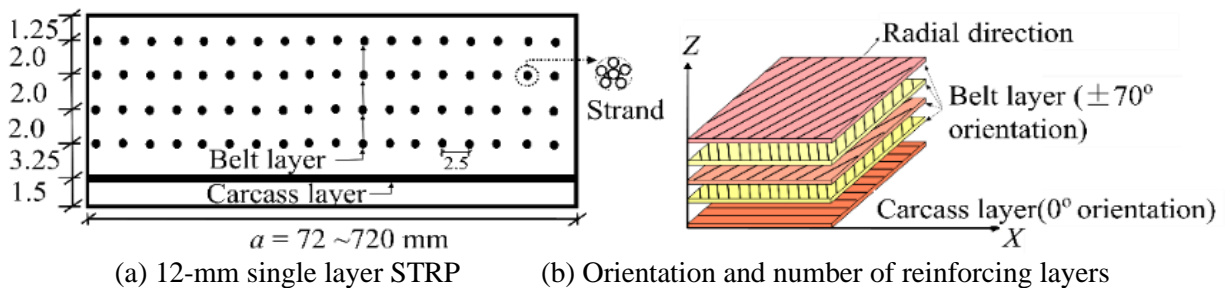 1.25
2.0
2.0
2.0
3.25
1.5
Belt layer
2.5
Carcass layer
Strand
a = 72 ~720 mm
(a) 12-mm single layer STRP
Z
Radial direction
Belt layer (±70°
orientation)
Carcass layer(0° orientation)
X
(b) Orientation and number of reinforcing layers